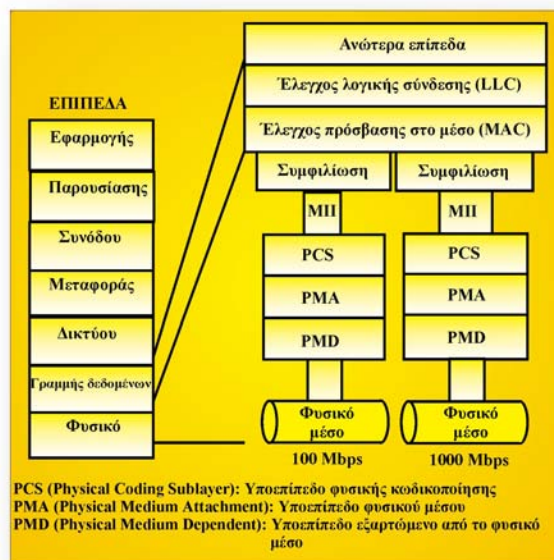 ΕΠΙΠΕΔΑ
Εφαρμογής
Παρουσίασης
Συνόδου
Μεταφοράς
Δικτύου
Γραμμής δεδομένων
Φυσικό
Ανώτερα επίπεδα
Έλεγχος λογικής σύνδεσης (LLC)
Έλεγχος πρόσβασης στο μέσο (MAC)
Συμφιλίωση
Συμφιλίωση
MII
MII
PCS
PCS
PMA
PMA
PMD
PMD
Φυσικό
μέσο
Φυσικό
μέσο
100 Mbps
1000 Mbps
PCS (Physical Coding Sublayer): Υποεπίπεδο φυσικής κωδικοποίησης
PMA (Physical Medium Attachment): Υποεπίπεδο φυσικού μέσου
PMD (Physical Medium Dependent): Υποεπίπεδο εξαρτώμενο από το φυσικό
μέσο